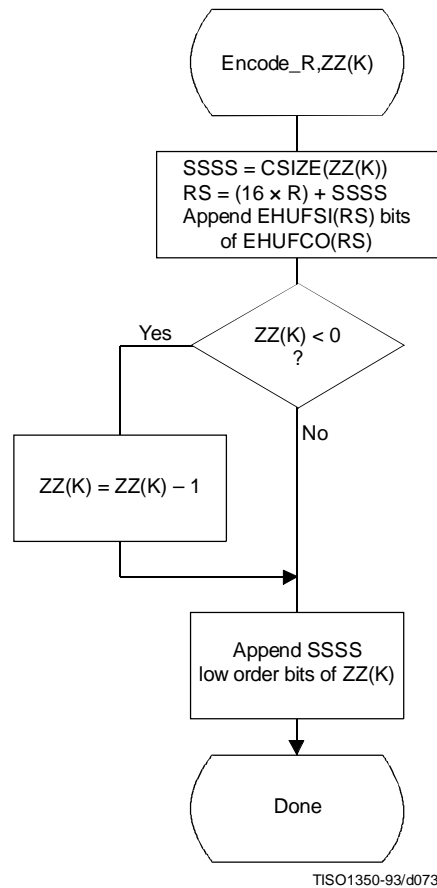 Encode_R,ZZ(K)
SSSS = CSIZE(ZZ(K))
RS = (16 × R) + SSSS
Append EHUFSI(RS) bits
of EHUFCO(RS)
ZZ(K) < 0
?
Yes
No
ZZ(K) = ZZ(K) – 1
Append SSSS
low order bits of ZZ(K)
Done
TISO1350-93/d073